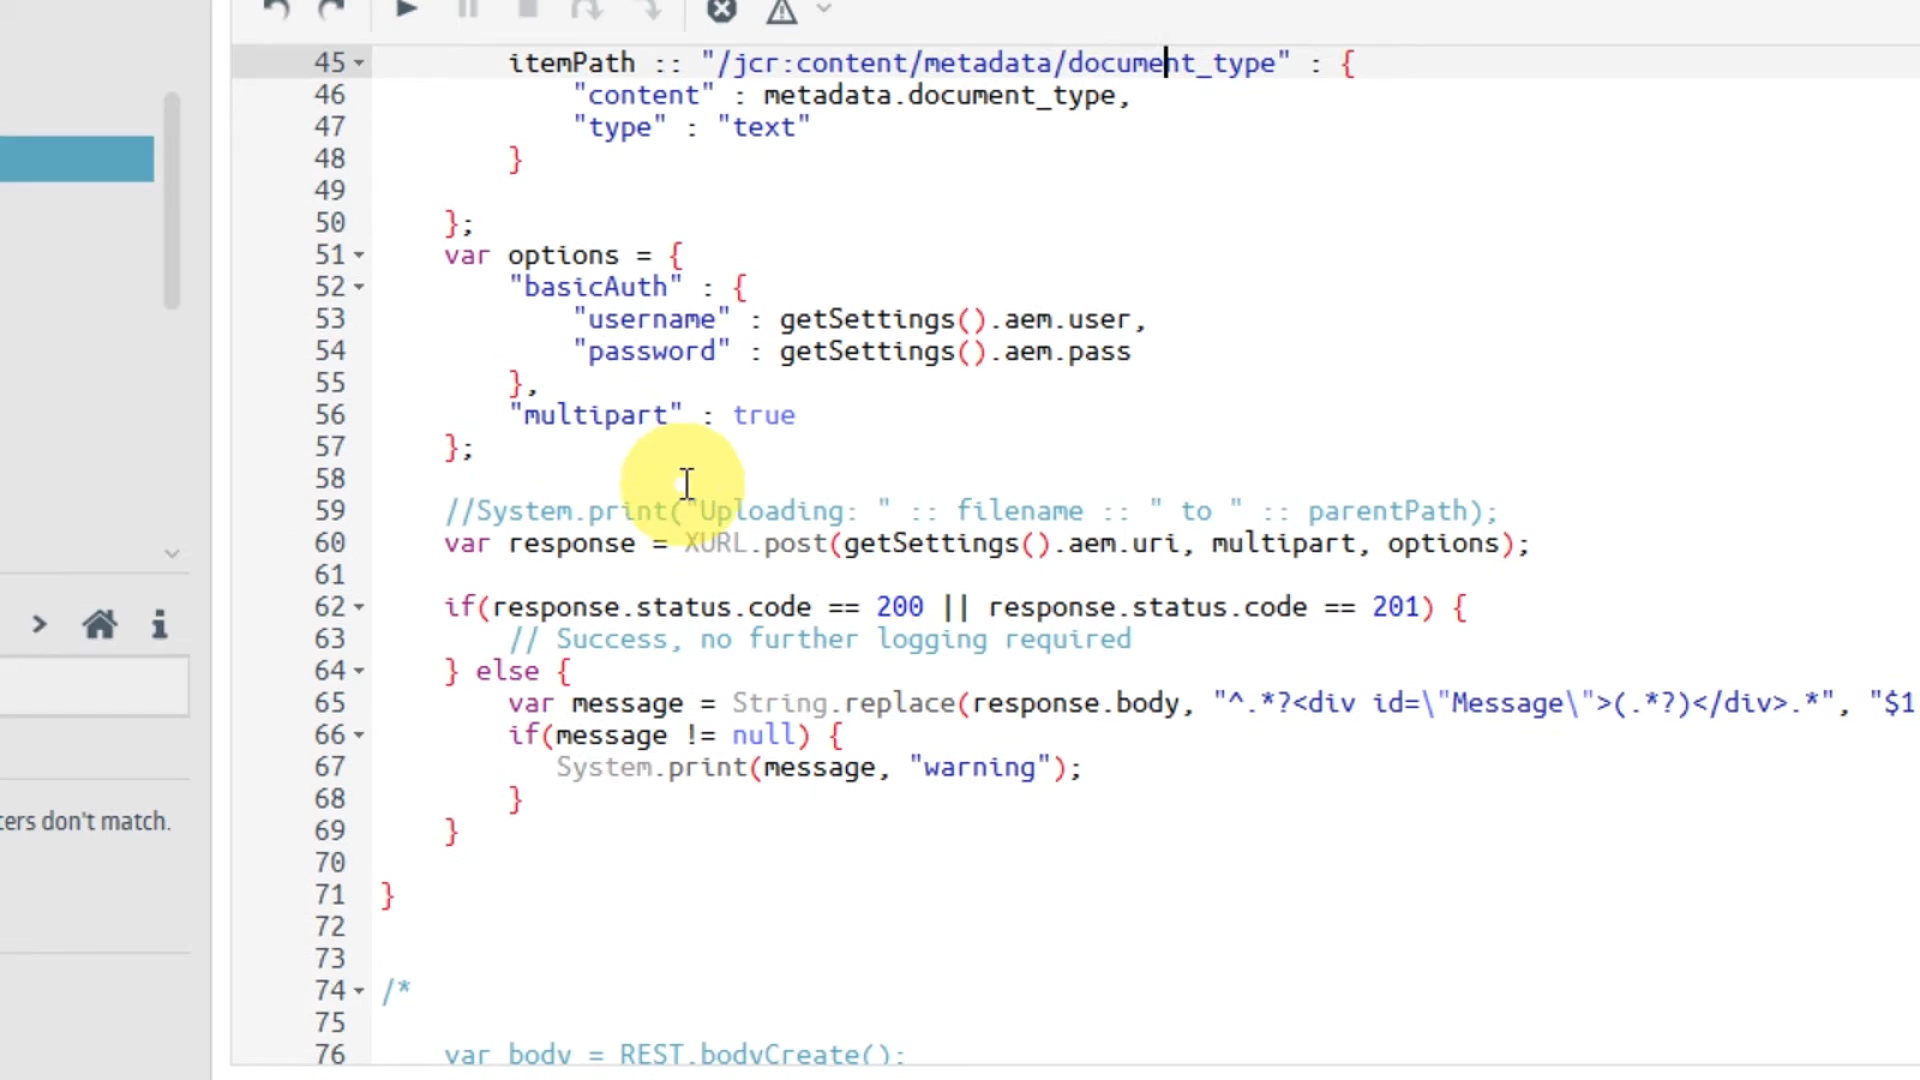 45 itemPath :: "/jcr:content/metadata/document_type" : {
46 "content" : metadata.document_type,
47 "type" : "text"
48 }
49
50 };
51 var options = {
52 "basicAuth" : {
53 "username" : getSettings().aem.user,
54 "password" : getSettings().aem.pass
55 },
56 "multipart" : true
57 };
58
59 //System.print("Uploading: " :: filename :: " to " :: parentPath);
60 var response = XURL.post(getSettings().aem.uri, multipart, options);
61
62 if(response.status.code == 200 || response.status.code == 201) {
63 // Success, no further logging required
64 } else {
65 var message = String.replace(response.body, "^.*?<div id=\"Message\">(.*?)</div>.*", "$1
66 if(message != null) {
67 System.print(message, "warning");
68 }
69 }
70
71 }
72
73
74 /*
75
76 var body = REST.bodyCreate();
don't match.